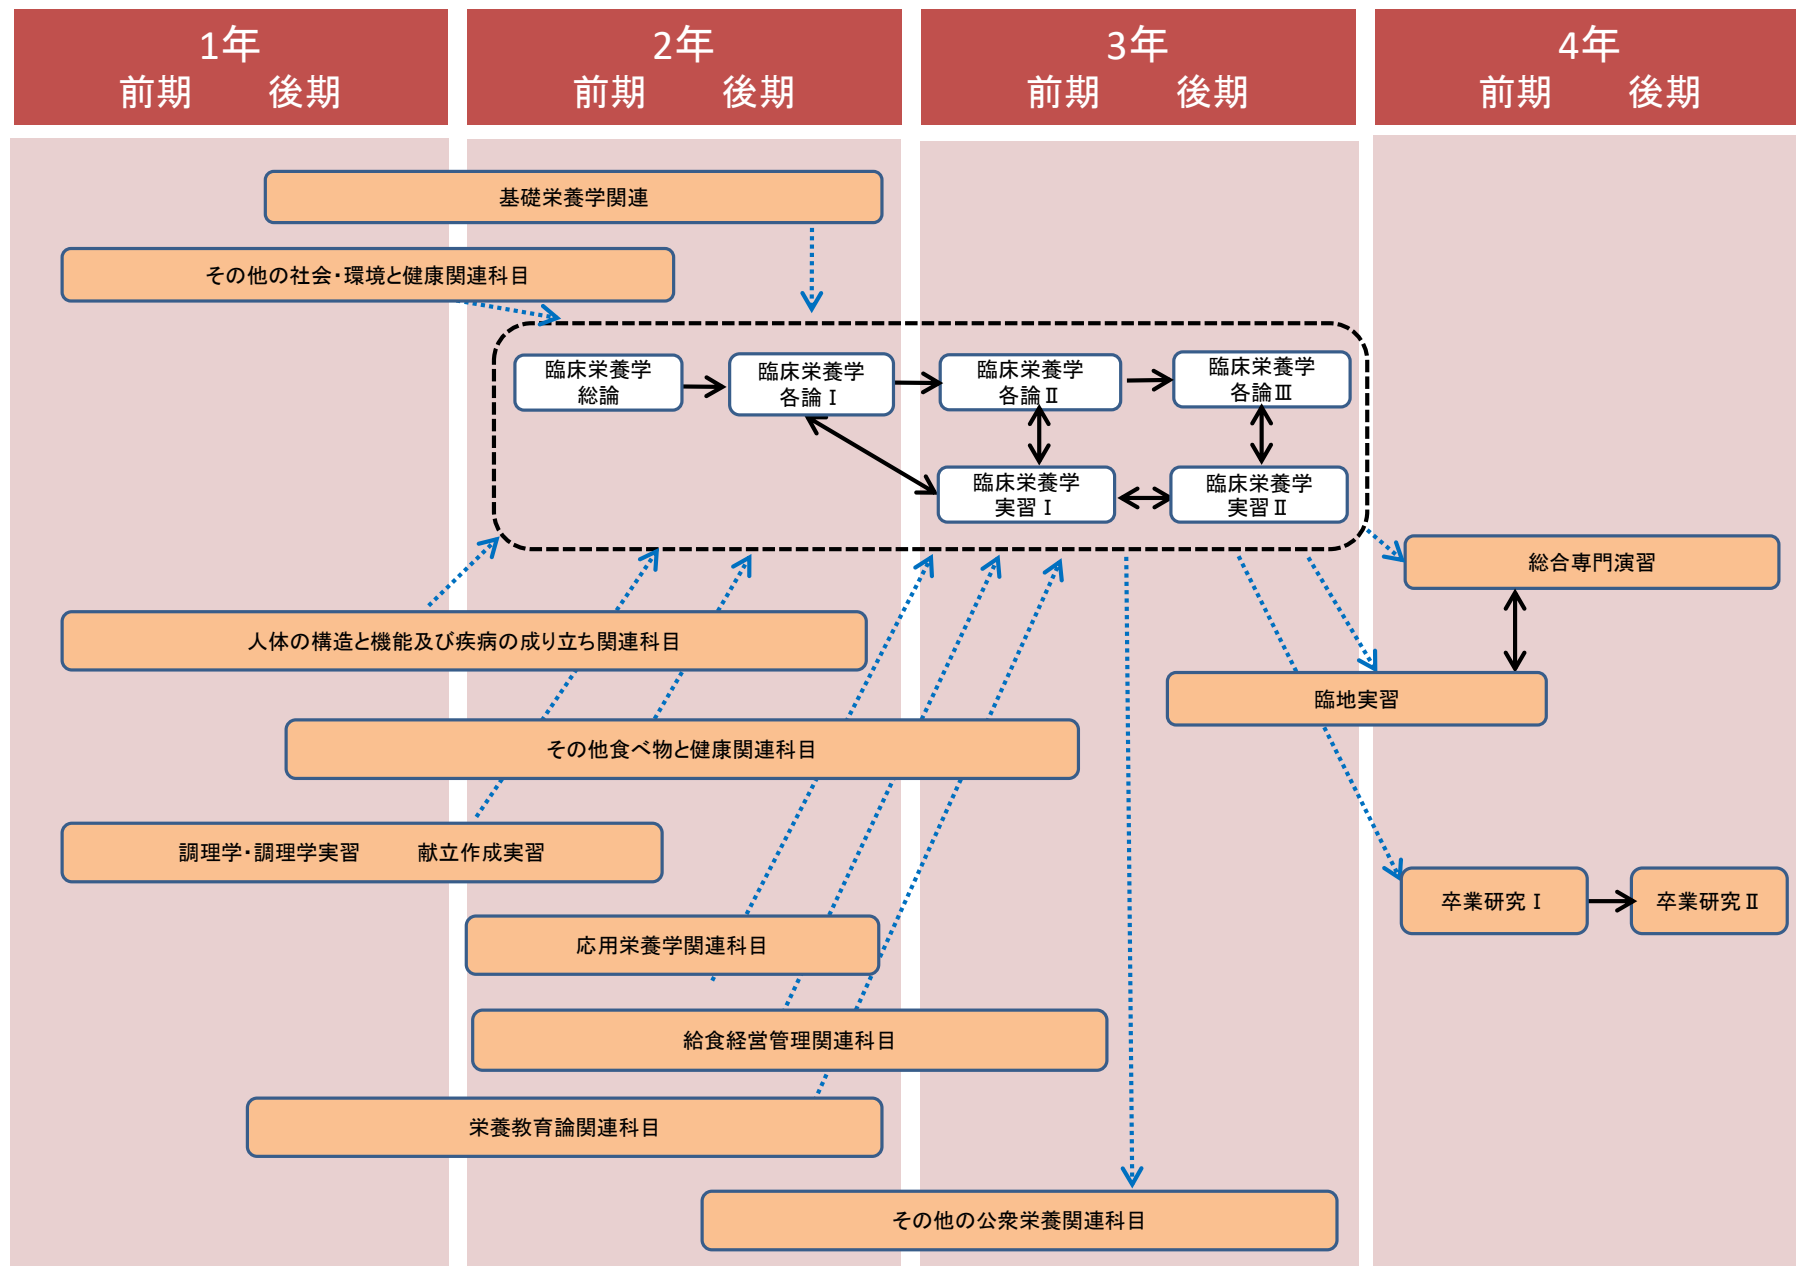 1年
前期 後期
2年
前期 後期
3年
前期 後期
4年
前期 後期
基礎栄養学関連
その他の社会・環境と健康関連科目
臨床栄養学
総論
臨床栄養学
各論Ⅰ
臨床栄養学
各論Ⅱ
臨床栄養学
各論Ⅲ
臨床栄養学
実習Ⅰ
臨床栄養学
実習Ⅱ
総合専門演習
人体の構造と機能及び疾病の成り立ち関連科目
臨地実習
その他食べ物と健康関連科目
調理学・調理学実習 献立作成実習
卒業研究Ⅰ
卒業研究Ⅱ
応用栄養学関連科目
給食経営管理関連科目
栄養教育論関連科目
その他の公衆栄養関連科目